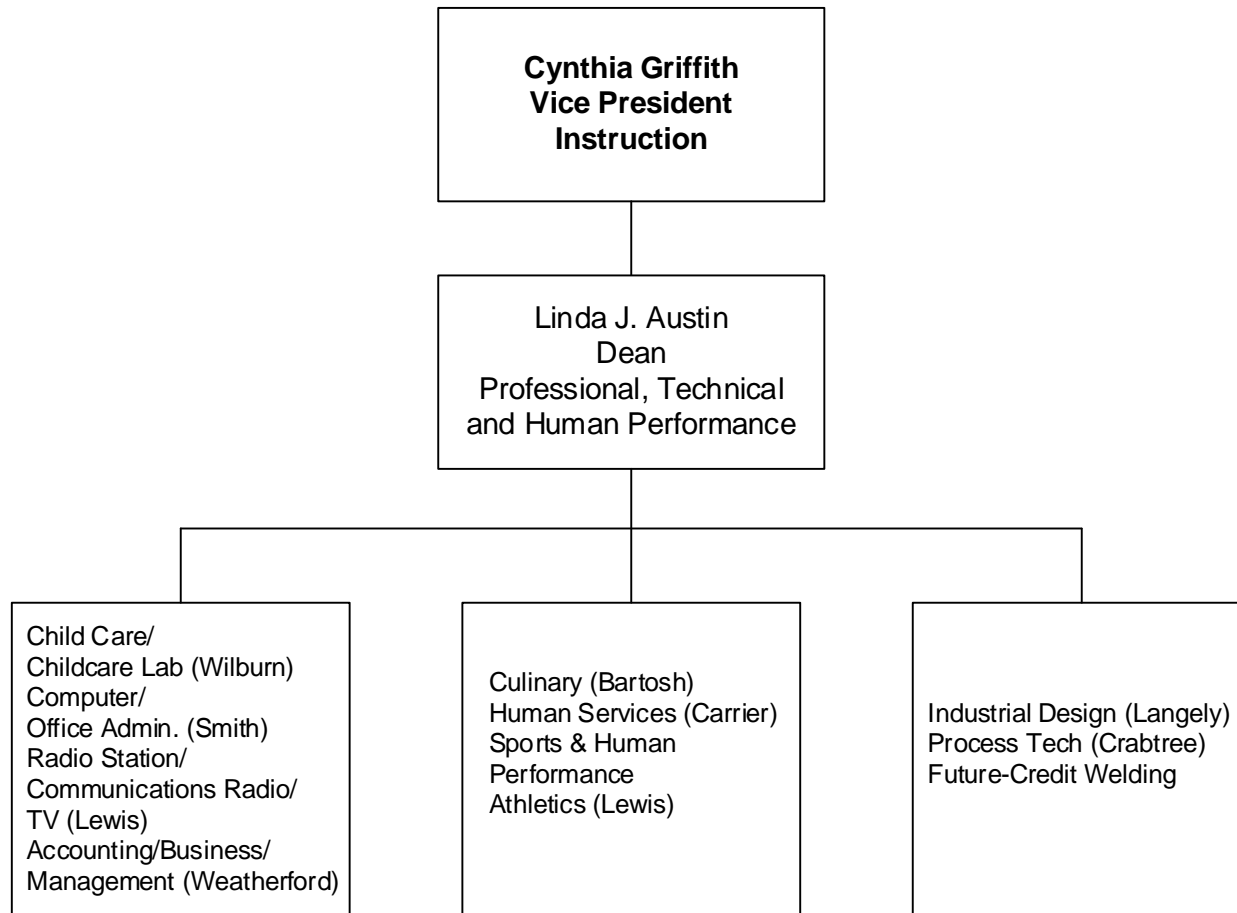 Cynthia Griffith
Vice President
Instruction
Linda J. Austin
Dean
Professional, Technical
and Human Performance
Child Care/
Childcare Lab (Wilburn)
Computer/
Office Admin. (Smith)
Radio Station/
Communications Radio/
TV (Lewis)
Accounting/Business/
Management (Weatherford)
Culinary (Bartosh)
Human Services (Carrier)
Sports & Human
Performance
Athletics (Lewis)
Industrial Design (Langely)
Process Tech (Crabtree)
Future-Credit Welding